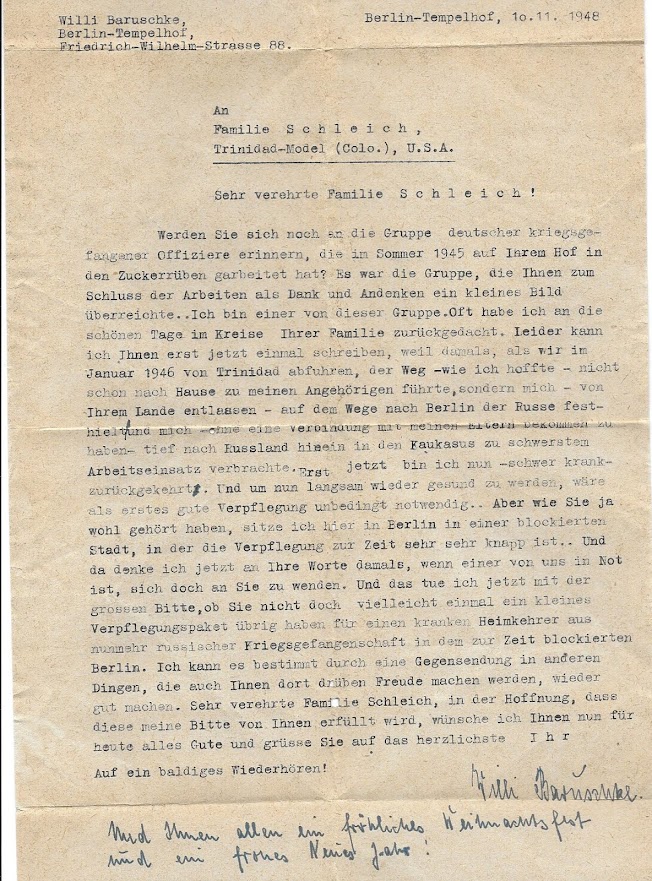 Willi Baruschke,
Berlin-Tempelhof, 10.11. 1948
Berlin-Tempelhof,
Friedrich-Wilhelm-Strasse 88.
An
Familie S c h l e i c h ,
Trinidad-Model (Colo.), U.S.A.
Sehr verehrte Familie S c h l e i c h !
Werden Sie sich noch an die Gruppe deutscher kriegsge-
fangener Offiziere erinnern, die im Sommer 1945 auf Ihrem Hof in
den Zuckerrüben garbeitet hat? Es war die Gruppe, die Ihnen zum
Schluss der Arbeiten als Dank und Andenken ein kleines Bild
überreichte..Ich bin einer von dieser Gruppe.Oft habe ich an die
schönen Tage im Kreise Ihrer Familie zurückgedacht. Leider kann
ich Ihnen erst jetzt einmal schreiben, weil damals, als wir im
Januar 1946 von Trinidad abfuhren, der Weg -wie ich hoffte - nicht
schon nach Hause zu meinen Angehörigen führte,sondern mich - von
Ihrem Lande entlassen - auf dem Wege nach Berlin der Russe fest-
hielt und mich -ohne eine Verbindung mit meinen Eltern bekommen zu
haben- tief nach Russland hinein in den Kaukasus zu schwerstem
Arbeitseinsatz verbrachte. Erst jetzt bin ich nun -schwer krank-
zurückgekehrt. Und um nun langsam wieder gesund zu werden, wäre
als erstes gute Verpflegung unbedingt notwendig.. Aber wie Sie ja
wohl gehört haben, sitze ich hier in Berlin in einer blockierten
Stadt, in der die Verpflegung zur Zeit sehr sehr knapp ist.. Und
da denke ich jetzt an Ihre Worte damals, wenn einer von uns in Not
ist, sich doch an Sie zu wenden. Und das tue ich jetzt mit der
grossen Bitte,ob Sie nicht doch vielleicht einmal ein kleines
Verpflegungspaket übrig haben für einen kranken Heimkehrer aus
nunmehr russischer Kriegsgefangenschaft in dem zur Zeit blockierten
Berlin. Ich kann es bestimmt durch eine Gegensendung in anderen
Dingen, die auch Ihnen dort drüben Freude machen werden, wieder
gut machen. Sehr verehrte Familie Schleich, in der Hoffnung, dass
diese meine Bitte von Ihnen erfüllt wird, wünsche ich Ihnen nun für
heute alles Gute und grüsse Sie auf das herzlichste I h r
Auf ein baldiges Wiederhören!
Willi Baruschke.
Und Ihnen allen ein fröhliches Weihnachtsfest
und ein frohes Neues Jahr!